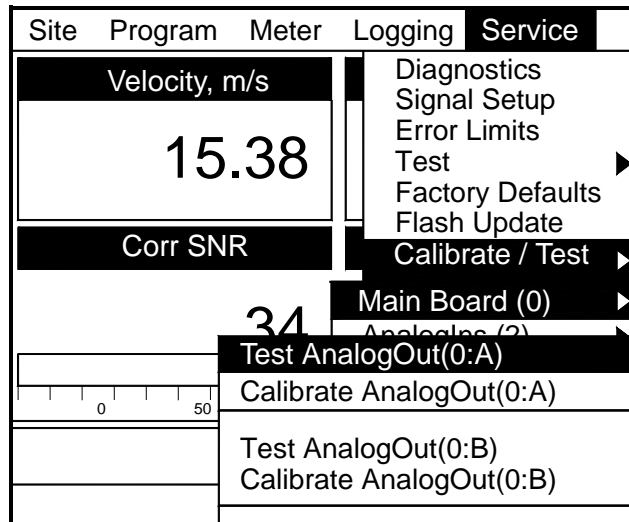 Site Program Meter Logging Service
Velocity, m/s
15.38
Diagnostics
Signal Setup
Error Limits
Test
Factory Defaults
Flash Update
Calibrate / Test
Corr SNR
34
Main Board (0)
AnalogIns (2)
Test AnalogOut(0:A)
Calibrate AnalogOut(0:A)
Test AnalogOut(0:B)
Calibrate AnalogOut(0:B)
0 50